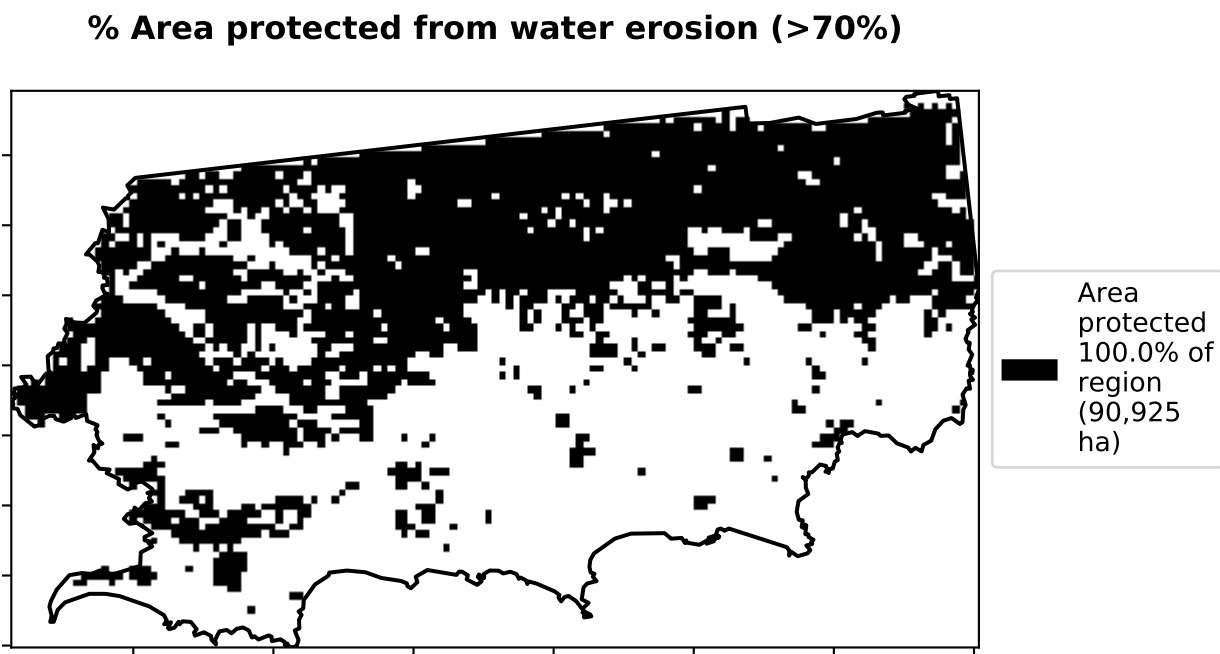 % Area protected from water erosion (>70%)
Area
protected
100.0% of
region
(90,925
ha)